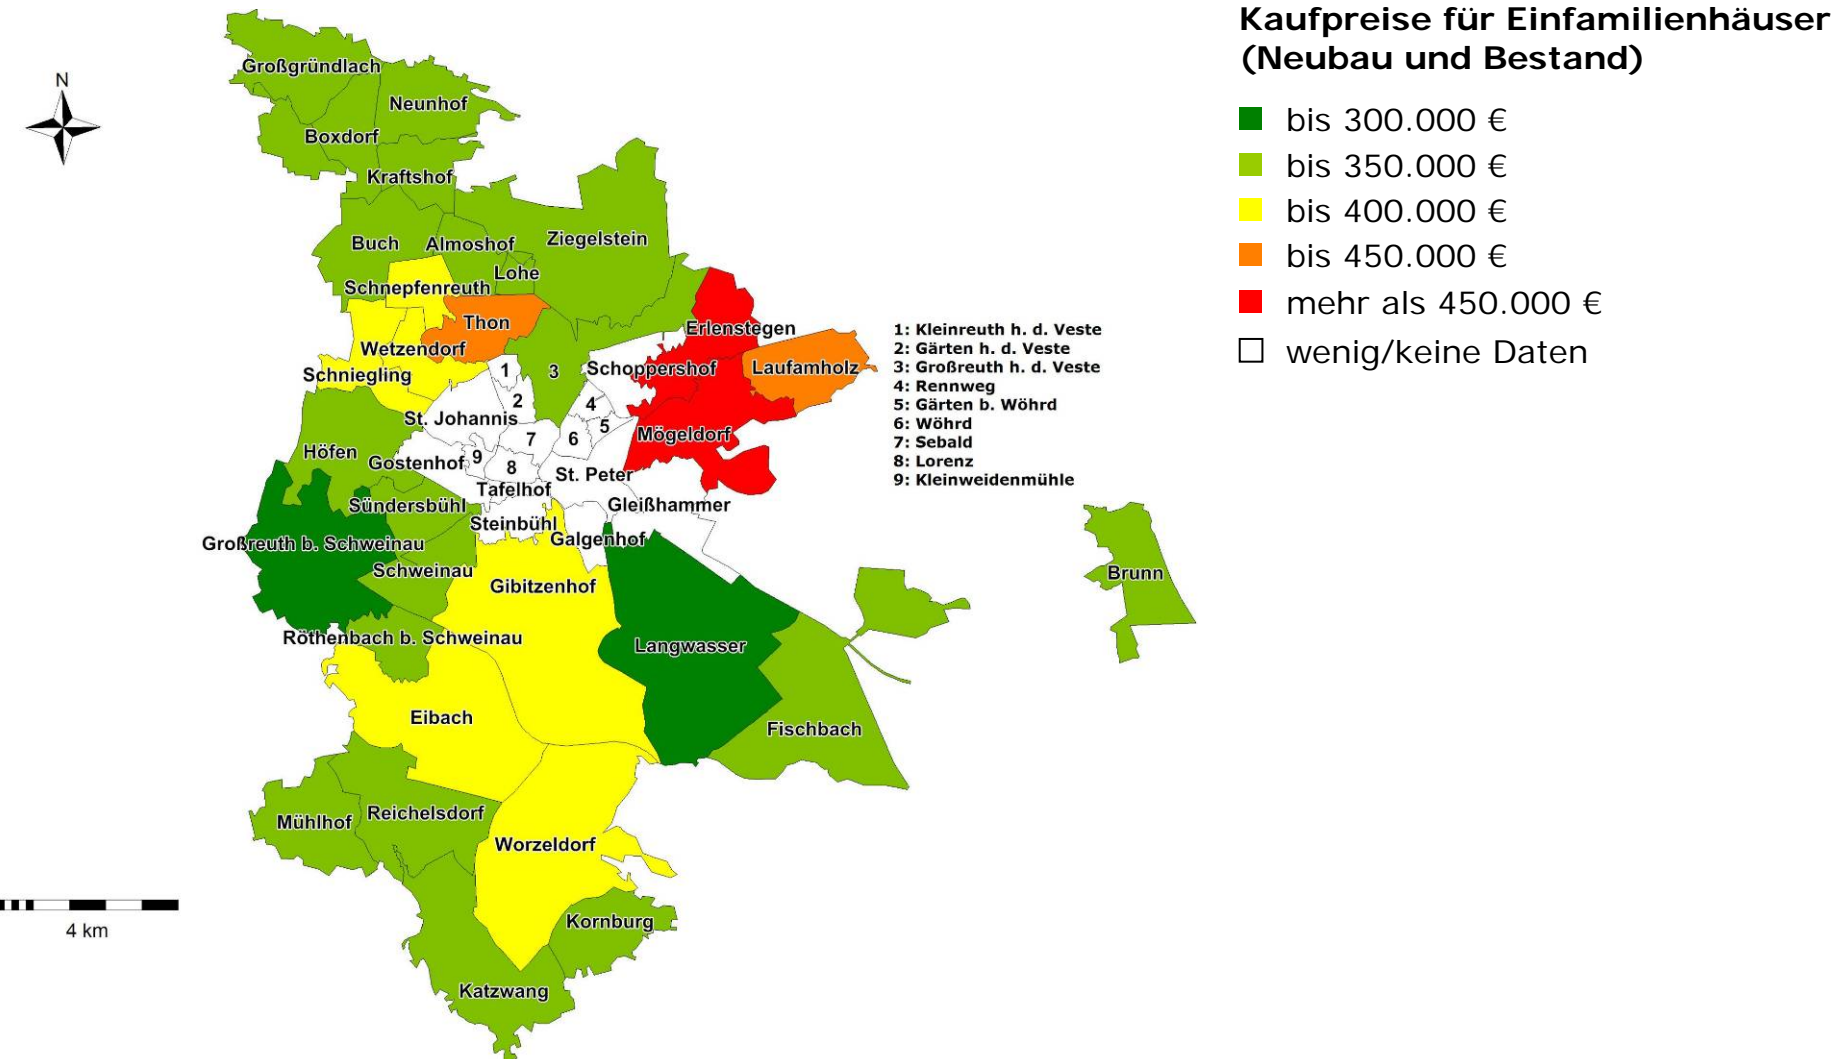 Kaufpreise für Einfamilienhäuser
(Neubau und Bestand)
bis 300.000 €
bis 350.000 €
bis 400.000 €
bis 450.000 €
mehr als 450.000 €
wenig/keine Daten
N
Großgründlach
Neunhof
Boxdorf
Kraftshof
Buch
Almoshof
Ziegelstein
Lohe
Schnepfenreuth
Thon
Erlenstegen
Wetzendorf
Schniegling
1
3
Schoppershof
Laufamholz
2
4
St. Johannis
5
Mögeldorf
7
6
Höfen
Gostenhof
9
8
St. Peter
Tafelhof
Sündersbühl
Gleißhammer
Steinbühl
Galgenhof
Großreuth b. Schweinau
Schweinau
Gibitzenhof
Brunn
Röthenbach b. Schweinau
Langwasser
Eibach
Fischbach
Mühlhof
Reichelsdorf
Worzeldorf
Kornburg
Katzwang
1: Kleinreuth h. d. Veste
2: Gärten h. d. Veste
3: Großreuth h. d. Veste
4: Rennweg
5: Gärten b. Wöhrd
6: Wöhrd
7: Sebald
8: Lorenz
9: Kleinweidenmühle
4 km